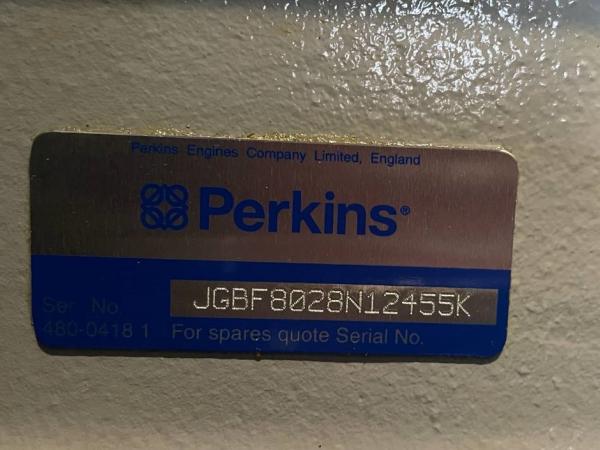 Perkins Engines Company Limited, England
Perkins®
Ser No
JGBF8028N12455K
480-0418 1 For spares quote Serial No.